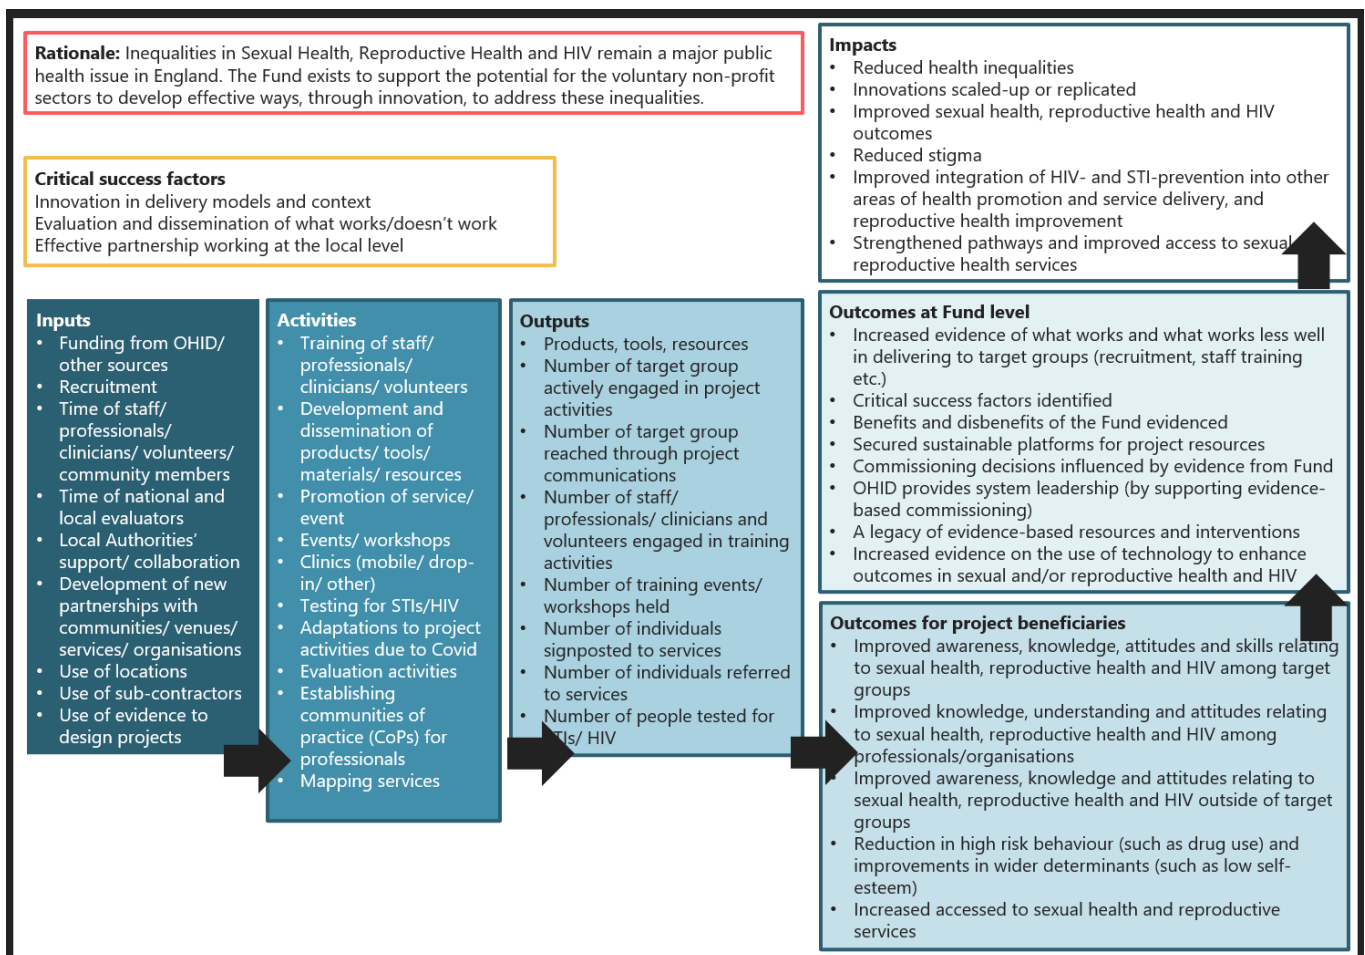 Rationale: Inequalities in Sexual Health, Reproductive Health and HIV remain a major public
health issue in England. The Fund exists to support the potential for the voluntary non-profit
sectors to develop effective ways, through innovation, to address these inequalities.
Critical success factors
Innovation in delivery models and context
Evaluation and dissemination of what works/doesn't work
Effective partnership working at the local level
Inputs
• Funding from OHID/
other sources
• Recruitment
• Time of staff/
professionals/
clinicians/ volunteers/
community members
• Time of national and
local evaluators
• Local Authorities'
support/ collaboration
• Development of new
partnerships with
communities/ venues/
services/ organisations
• Use of locations
• Use of sub-contractors
• Use of evidence to
design projects
Activities
• Training of staff/
professionals/
clinicians/ volunteers
• Development and
dissemination of
products/ tools/
materials/ resources
• Promotion of service/
event
• Events/ workshops
• Clinics (mobile/ drop-
in/ other)
• Testing for STIs/HIV
• Adaptations to project
activities due to Covid
• Evaluation activities
• Establishing
communities of
practice (CoPs) for
professionals
• Mapping services
Outputs
• Products, tools, resources
• Number of target group
actively engaged in project
activities
• Number of target group
reached through project
communications
• Number of staff/
professionals/ clinicians and
volunteers engaged in training
activities
• Number of training events/
workshops held
• Number of individuals
signposted to services
• Number of individuals referred
to services
• Number of people tested for
STIs/ HIV
Impacts
• Reduced health inequalities
• Innovations scaled-up or replicated
• Improved sexual health, reproductive health and HIV
outcomes
• Reduced stigma
• Improved integration of HIV- and STI-prevention into other
areas of health promotion and service delivery, and
reproductive health improvement
• Strengthened pathways and improved access to sexual
reproductive health services
Outcomes at Fund level
• Increased evidence of what works and what works less well
in delivering to target groups (recruitment, staff training
etc.)
• Critical success factors identified
• Benefits and disbenefits of the Fund evidenced
• Secured sustainable platforms for project resources
• Commissioning decisions influenced by evidence from Fund
• OHID provides system leadership (by supporting evidence-
based commissioning)
• A legacy of evidence-based resources and interventions
• Increased evidence on the use of technology to enhance
outcomes in sexual and/or reproductive health and HIV
Outcomes for project beneficiaries
• Improved awareness, knowledge, attitudes and skills relating
to sexual health, reproductive health and HIV among target
groups
• Improved knowledge, understanding and attitudes relating
to sexual health, reproductive health and HIV among
professionals/organisations
• Improved awareness, knowledge and attitudes relating to
sexual health, reproductive health and HIV outside of target
groups
• Reduction in high risk behaviour (such as drug use) and
improvements in wider determinants (such as low self-
esteem)
• Increased accessed to sexual health and reproductive
services